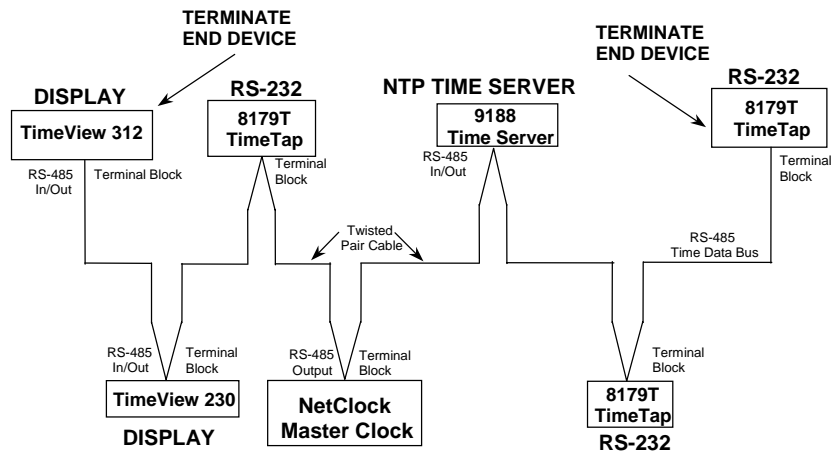 TERMINATE
END DEVICE
DISPLAY
TimeView 312
RS-485
In/Out
Terminal Block
RS-232
8179T
TimeTap
Terminal
Block
NTP TIME SERVER
9188
Time Server
RS-485
In/Out
Terminal
Block
TERMINATE
END DEVICE
RS-232
8179T
TimeTap
Terminal
Block
Twisted
Pair Cable
RS-485
Time Data Bus
RS-485
In/Out
Terminal
Block
TimeView 230
DISPLAY
RS-485
Output
Terminal
Block
NetClock
Master Clock
Terminal
Block
8179T
TimeTap
RS-232